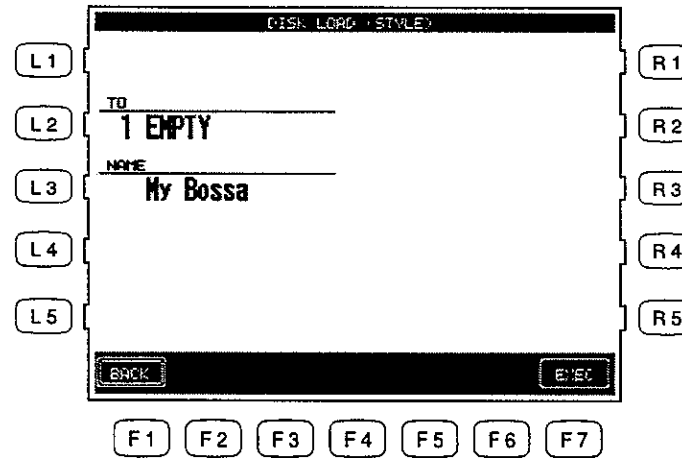 DISK LOAD (STYLE)
L1 R1
TO
L2 1 EMPTY R2
NAME
L3 My Bossa R3
L4 R4
L5 R5
BACK EXEC
F1 F2 F3 F4 F5 F6 F7